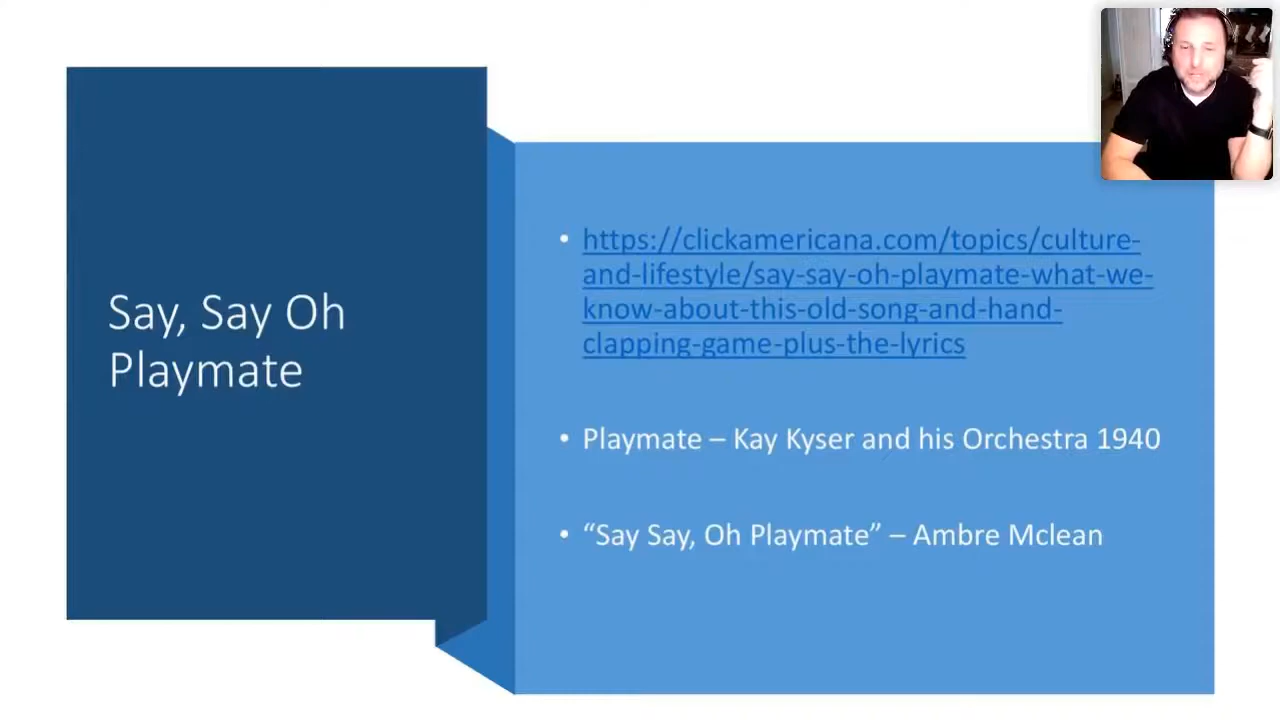 Say, Say Oh
Playmate
• https://clickamericana.com/topics/culture-
and-lifestyle/say-say-oh-playmate-what-we-
know-about-this-old-song-and-hand-
clapping-game-plus-the-lyrics
• Playmate – Kay Kyser and his Orchestra 1940
• “Say Say, Oh Playmate” – Ambre Mclean